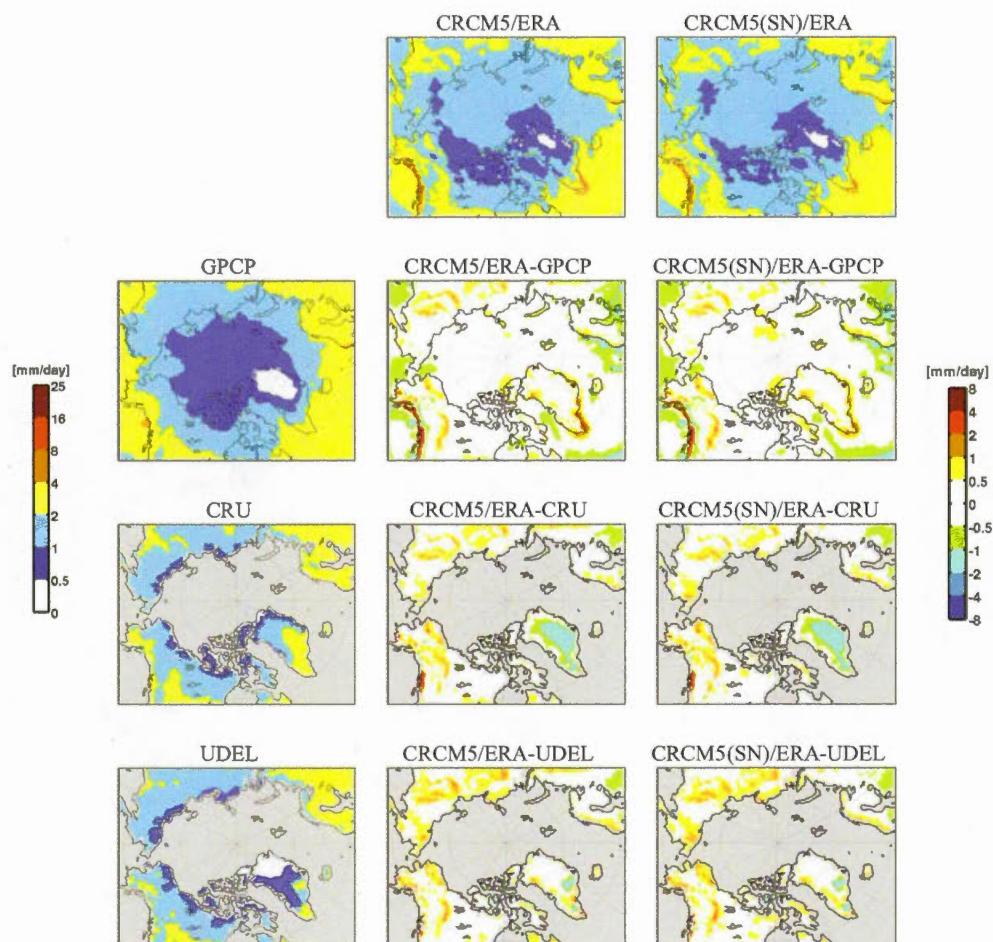 CRCM5/ERA CRCM5(SN)/ERA
GPCP CRCM5/ERA-GPCP CRCM5(SN)/ERA-GPCP
[mm/day] [mm/day]
25 8
16 4
8 2
4 1
2 0.5
1 0
0.5 -0.5
0 -1
-2
-4
-8
CRU CRCM5/ERA-CRU CRCM5(SN)/ERA-CRU
UDEL CRCM5/ERA-UDEL CRCM5(SN)/ERA-UDEL